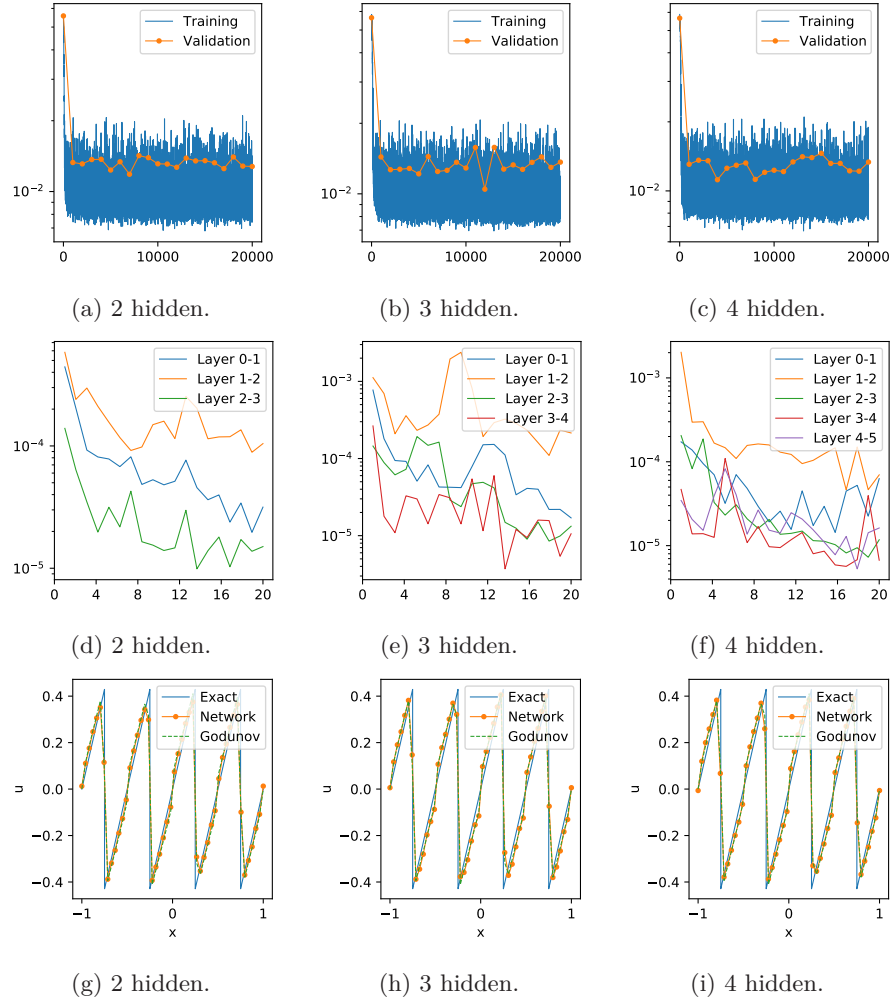 Training
Validation
10⁻²
0 10000 20000
(a) 2 hidden.
Training
Validation
10⁻²
0 10000 20000
(b) 3 hidden.
Training
Validation
10⁻²
0 10000 20000
(c) 4 hidden.
Layer 0-1
Layer 1-2
Layer 2-3
10⁻⁴
10⁻⁵
0 4 8 12 16 20
(d) 2 hidden.
Layer 0-1
Layer 1-2
Layer 2-3
Layer 3-4
10⁻³
10⁻⁴
10⁻⁵
0 4 8 12 16 20
(e) 3 hidden.
Layer 0-1
Layer 1-2
Layer 2-3
Layer 3-4
Layer 4-5
10⁻³
10⁻⁴
10⁻⁵
0 4 8 12 16 20
(f) 4 hidden.
Exact
Network
Godunov
0.4
0.2
0.0
−0.2
−0.4
u
−1 0 1
x
(g) 2 hidden.
Exact
Network
Godunov
0.4
0.2
0.0
−0.2
−0.4
u
−1 0 1
x
(h) 3 hidden.
Exact
Network
Godunov
0.4
0.2
0.0
−0.2
−0.4
u
−1 0 1
x
(i) 4 hidden.